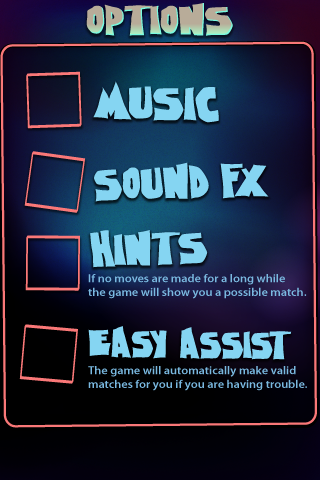 OPTIONS
MUSIC
SOUND FX
HINTS
If no moves are made for a long while
the game will show you a possible match.
EASY ASSIST
The game will automatically make valid
matches for you if you are having trouble.